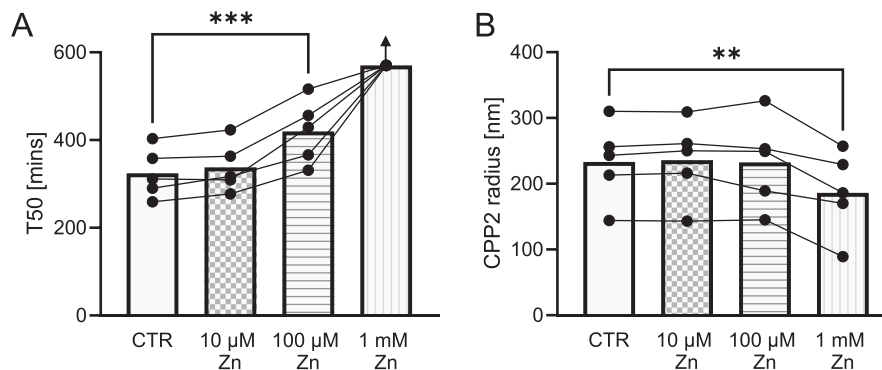 A
***
600
400
200
0
T50 [mins]
CTR
10 µM
Zn
100 µM
Zn
1 mM
Zn
B
**
400
300
200
100
0
CPP2 radius [nm]
CTR
10 µM
Zn
100 µM
Zn
1 mM
Zn